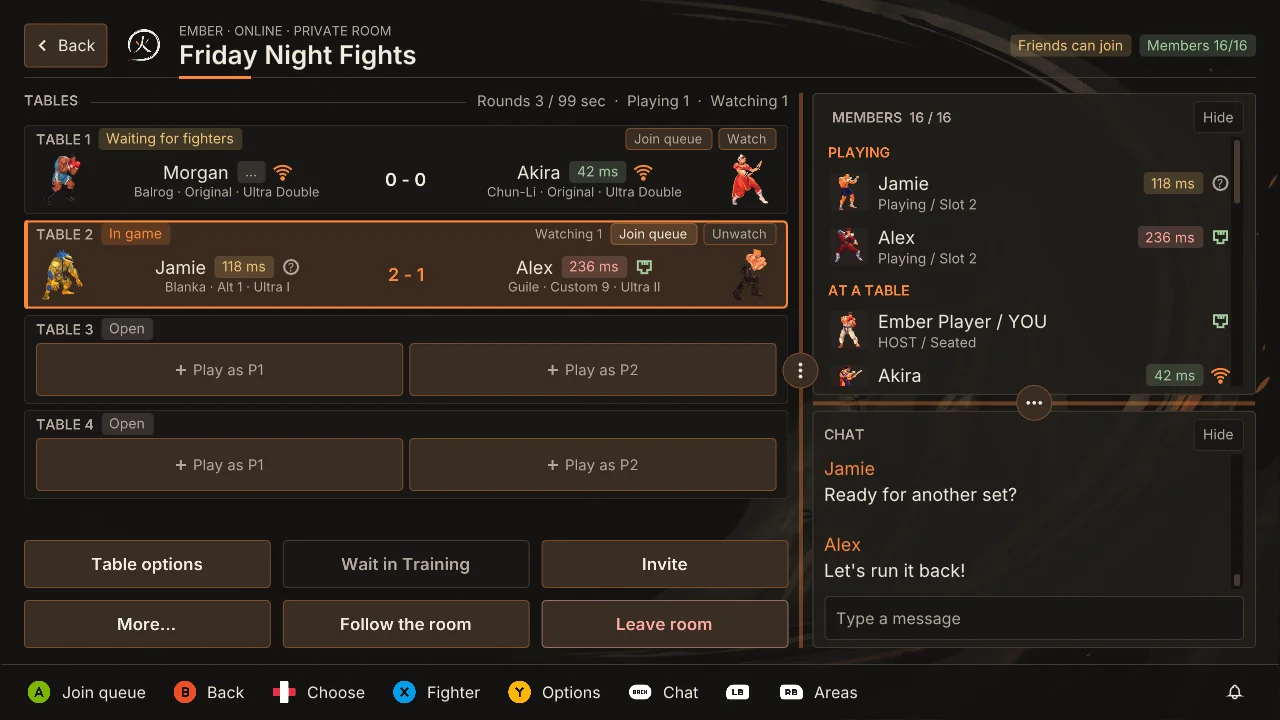 Back
火
EMBER · ONLINE · PRIVATE ROOM
Friday Night Fights
Friends can join
Members 16/16
TABLES
Rounds 3 / 99 sec · Playing 1 · Watching 1
TABLE 1 Waiting for fighters
Join queue Watch
Morgan ...
Balrog · Original · Ultra Double
0 - 0
Akira 42 ms
Chun-Li · Original · Ultra Double
TABLE 2 In game
Watching 1 Join queue Unwatch
Jamie 118 ms ?
Blanka · Alt 1 · Ultra I
2 - 1
Alex 236 ms
Guile · Custom 9 · Ultra II
TABLE 3 Open
+ Play as P1
+ Play as P2
TABLE 4 Open
+ Play as P1
+ Play as P2
Table options
Wait in Training
Invite
More...
Follow the room
Leave room
MEMBERS 16 / 16
Hide
PLAYING
Jamie 118 ms ?
Playing / Slot 2
Alex 236 ms
Playing / Slot 2
AT A TABLE
Ember Player / YOU
HOST / Seated
Akira 42 ms
CHAT
Hide
Jamie
Ready for another set?
Alex
Let's run it back!
Type a message
A Join queue B Back Choose X Fighter Y Options BACK Chat LB RB Areas